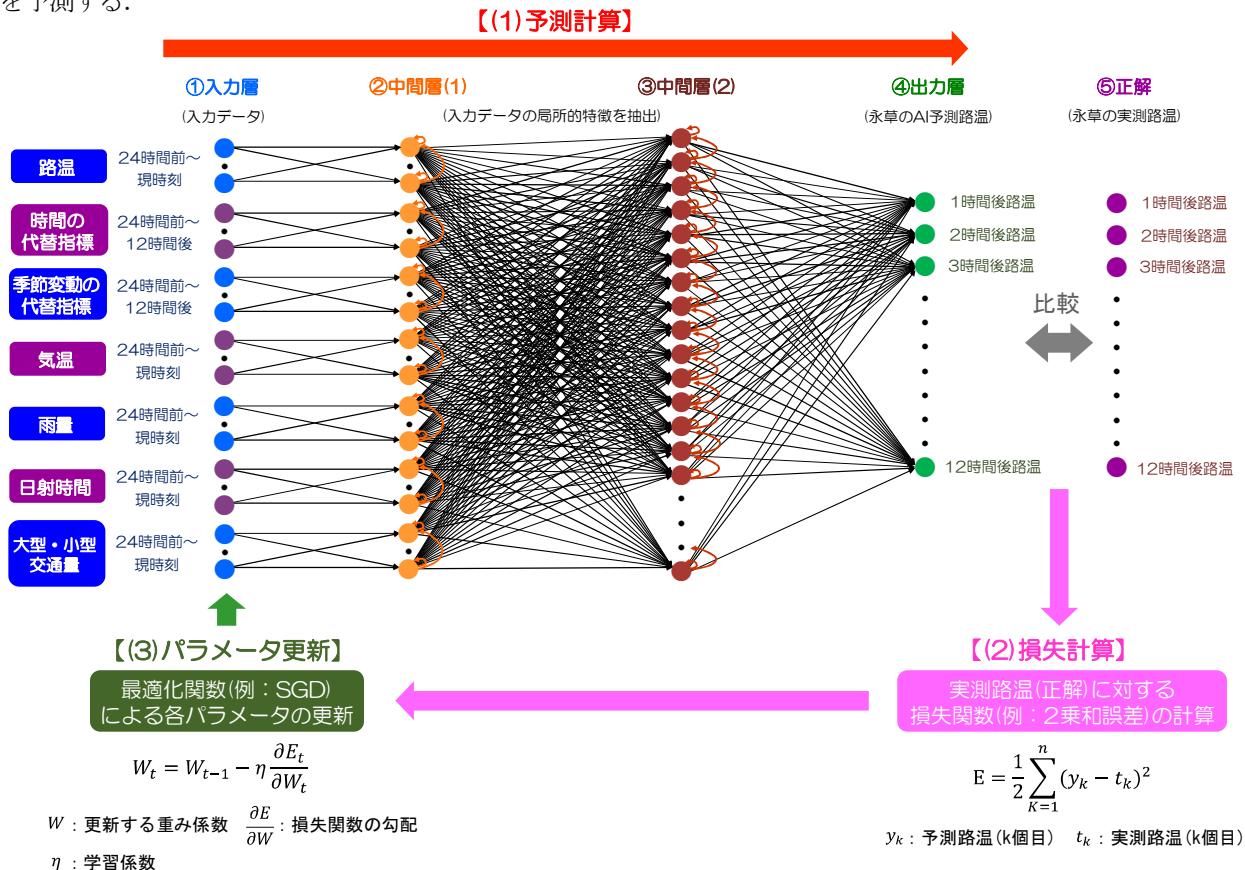 を予測する.
【(1)予測計算】
①入力層
(入力データ)
②中間層(1)
③中間層(2)
(入力データの局所的特徴を抽出)
④出力層
(永草のAI予測路温)
⑤正解
(永草の実測路温)
路温
24時間前～
現時刻
時間の
代替指標
24時間前～
12時間後
季節変動の
代替指標
24時間前～
12時間後
気温
24時間前～
現時刻
雨量
24時間前～
現時刻
日射時間
24時間前～
現時刻
大型・小型
交通量
24時間前～
現時刻
1時間後路温
2時間後路温
3時間後路温
12時間後路温
比較
1時間後路温
2時間後路温
3時間後路温
12時間後路温
【(3)パラメータ更新】
最適化関数(例：SGD)
による各パラメータの更新
$W_t = W_{t-1} - \eta \frac{\partial E_t}{\partial W_t}$
W：更新する重み係数 $\frac{\partial E}{\partial W}$：損失関数の勾配
η：学習係数
【(2)損失計算】
実測路温(正解)に対する
損失関数(例：2乗和誤差)の計算
$E = \frac{1}{2} \sum_{K=1}^{n} (y_k - t_k)^2$
$y_k$：予測路温(k個目) $t_k$：実測路温(k個目)